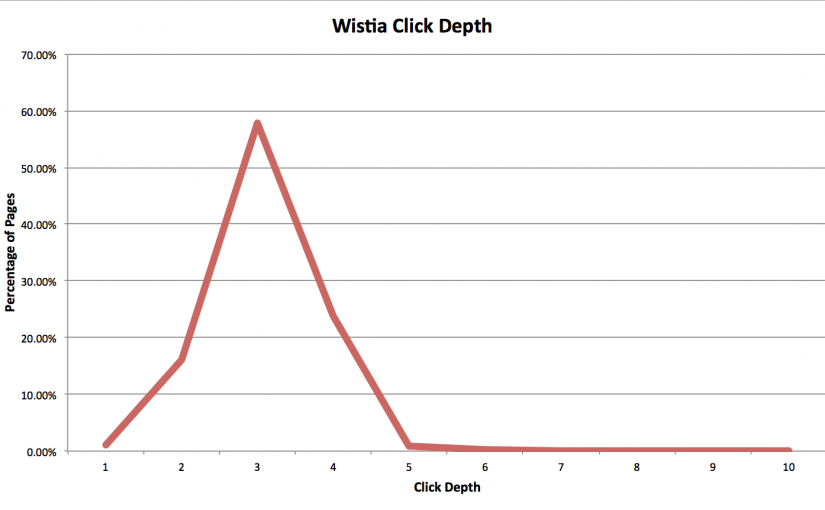 Wistia Click Depth
70.00%
60.00%
50.00%
40.00%
30.00%
20.00%
10.00%
0.00%
Percentage of Pages
1 2 3 4 5 6 7 8 9 10
Click Depth